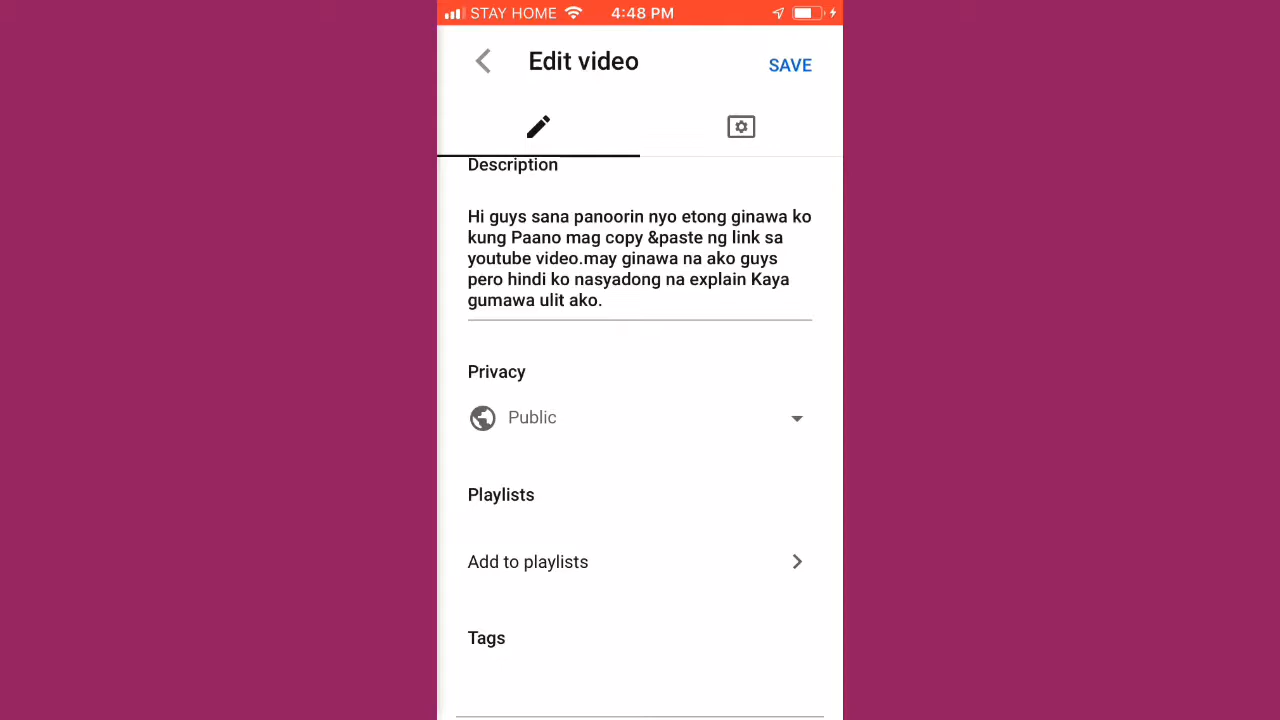 STAY HOME 4:48 PM
Edit video
SAVE
Description
Hi guys sana panoorin nyo etong ginawa ko
kung Paano mag copy &paste ng link sa
youtube video.may ginawa na ako guys
pero hindi ko nasyadong na explain Kaya
gumawa ulit ako.
Privacy
Public
Playlists
Add to playlists
Tags